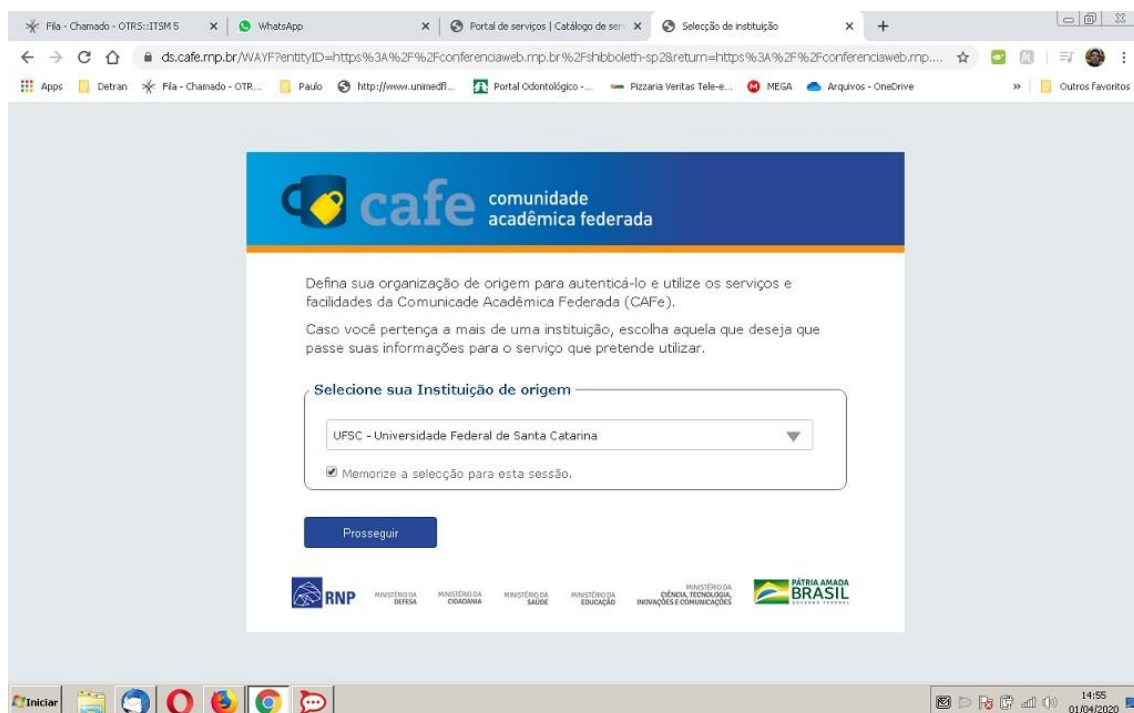 Fila - Chamado - OTRS::ITSM 5
WhatsApp
Portal de serviços | Catálogo de ser
Selecção de instituição
ds.cafe.rnp.br/WAYF?entityID=https%3A%2F%2Fconferenciaweb.rnp.br%2Fshibboleth-sp2&return=https%3A%2F%2Fconferenciaweb.rnp....
Apps
Detran
Fila - Chamado - OTR...
Paulo
http://www.unimedfl...
Portal Odontológico -...
Pizzaria Veritas Tele-e...
MEGA
Arquivos - OneDrive
»
Outros favoritos
cafe
comunidade
acadêmica federada
Defina sua organização de origem para autenticá-lo e utilize os serviços e
facilidades da Comunicade Acadêmica Federada (CAFe).
Caso você pertença a mais de uma instituição, escolha aquela que deseja que
passe suas informações para o serviço que pretende utilizar.
Selecione sua Instituição de origem
UFSC - Universidade Federal de Santa Catarina
Memorize a selecção para esta sessão.
Prosseguir
RNP
MINISTÉRIO DA
DEFESA
MINISTÉRIO DA
CIDADANIA
MINISTÉRIO DA
SAÚDE
MINISTÉRIO DA
EDUCAÇÃO
MINISTÉRIO DA
CIÊNCIA, TECNOLOGIA,
INOVAÇÕES E COMUNICAÇÕES
PÁTRIA AMADA
BRASIL
GOVERNO FEDERAL
Iniciar
14:55
01/04/2020